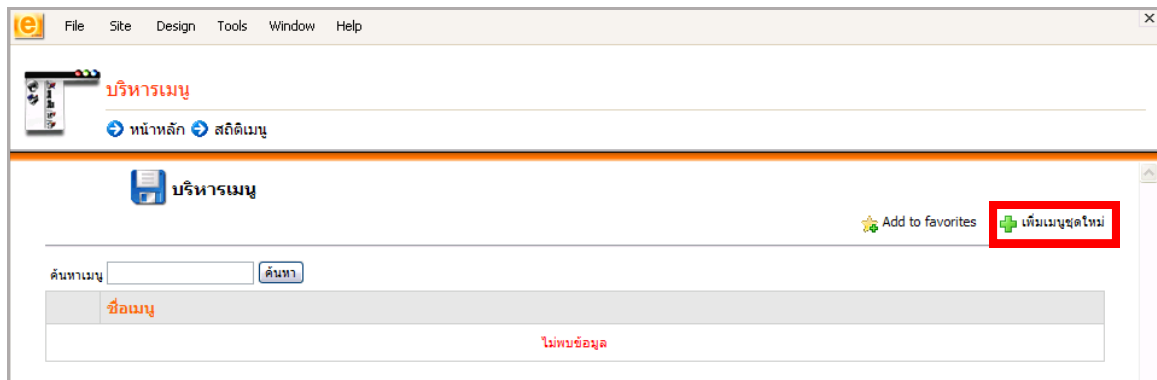 File Site Design Tools Window Help
บริหารเมนู
หน้าหลัก สถิติเมนู
บริหารเมนู
Add to favorites เพิ่มเมนูชุดใหม่
ค้นหาเมนู ค้นหา
ชื่อเมนู
ไม่พบข้อมูล